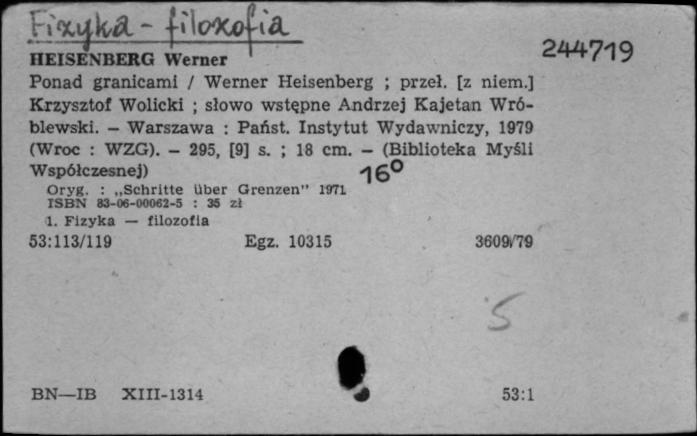 Fizyka - filozofia
HEISENBERG Werner
244719
Ponad granicami / Werner Heisenberg ; przeł. [z niem.]
Krzysztof Wolicki ; słowo wstępne Andrzej Kajetan Wró-
blewski. — Warszawa : Państ. Instytut Wydawniczy, 1979
(Wroc : WZG). — 295, [9] s. ; 18 cm. — (Biblioteka Myśli
Współczesnej)
16°
Oryg. : „Schritte über Grenzen" 1971
ISBN 83-06-00062-5 : 35 zł
1. Fizyka — filozofia
53:113/119 Egz. 10315 3609/79
S
BN—IB XIII-1314 53:1